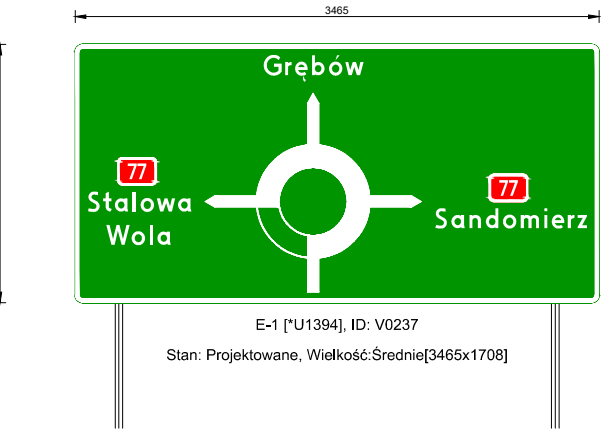 3465
Grębów
77
Stalowa
Wola
77
Sandomierz
E-1 [*U1394], ID: V0237
Stan: Projektowane, Wielkość:Średnie[3465x1708]